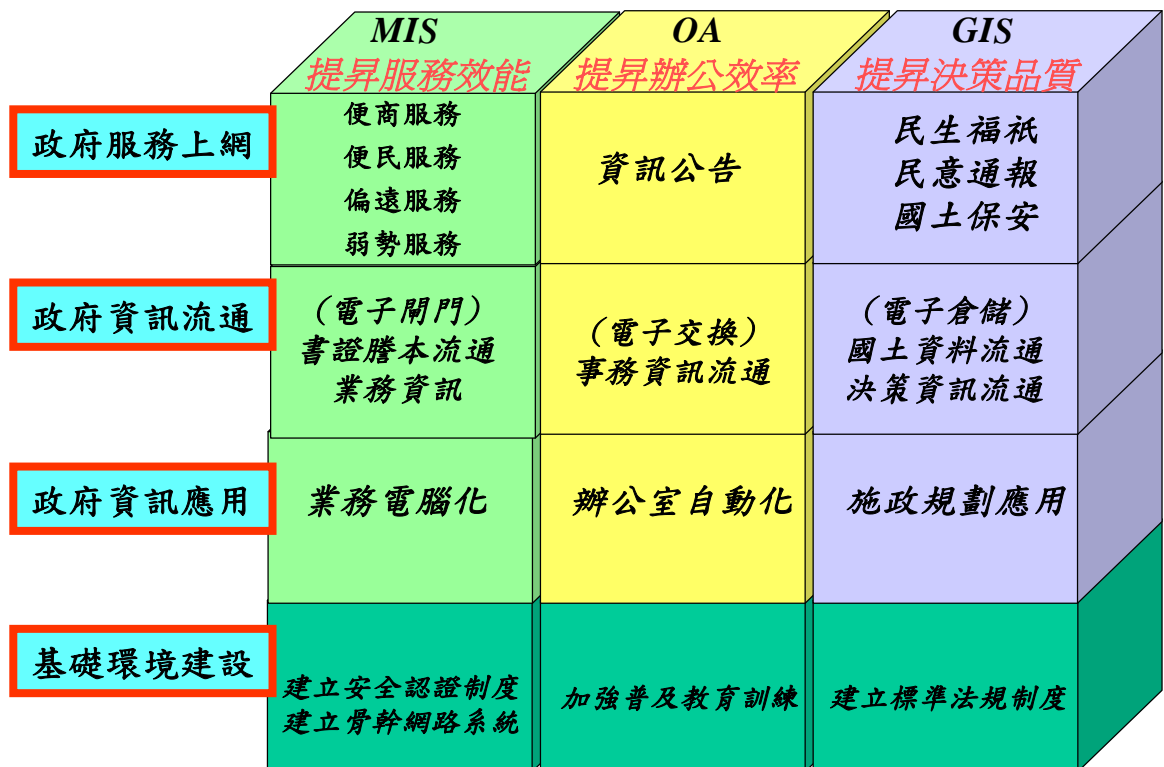 MIS
提昇服務效能
OA
提昇辦公效率
GIS
提昇決策品質
政府服務上網
便商服務
便民服務
偏遠服務
弱勢服務
資訊公告
民生福祇
民意通報
國土保安
政府資訊流通
(電子閘門)
書證謄本流通
業務資訊
(電子交換)
事務資訊流通
(電子倉儲)
國土資料流通
決策資訊流通
政府資訊應用
業務電腦化
辦公室自動化
施政規劃應用
基礎環境建設
建立安全認證制度
建立骨幹網路系統
加強普及教育訓練
建立標準法規制度